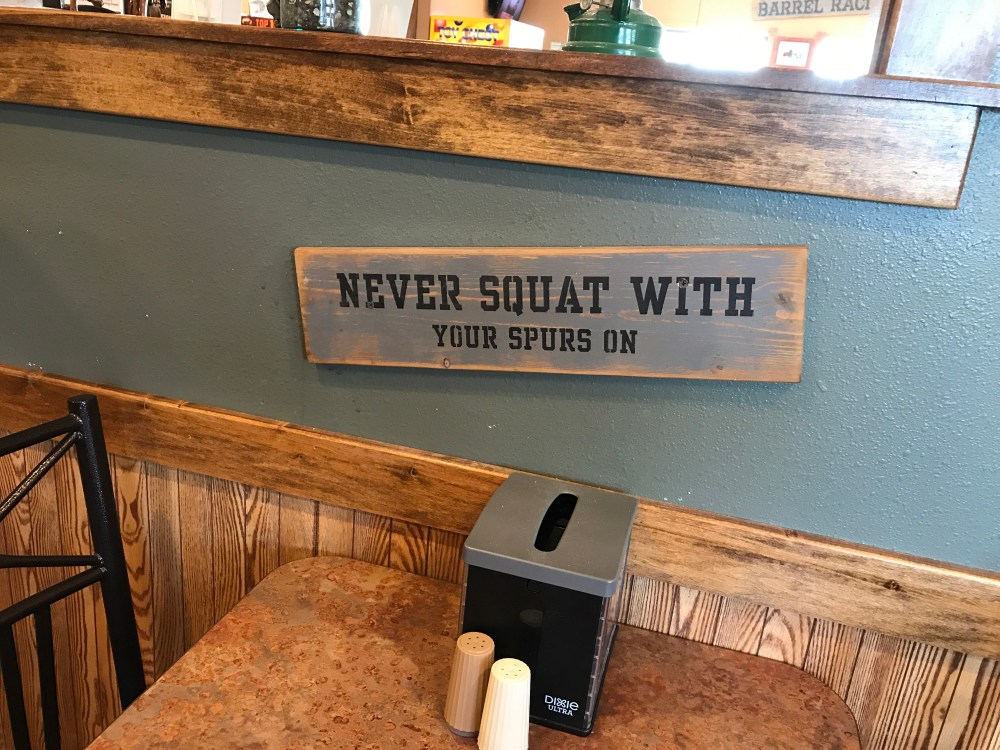 BARREL RACI
NEVER SQUAT WITH
YOUR SPURS ON
DIXIE
ULTRA